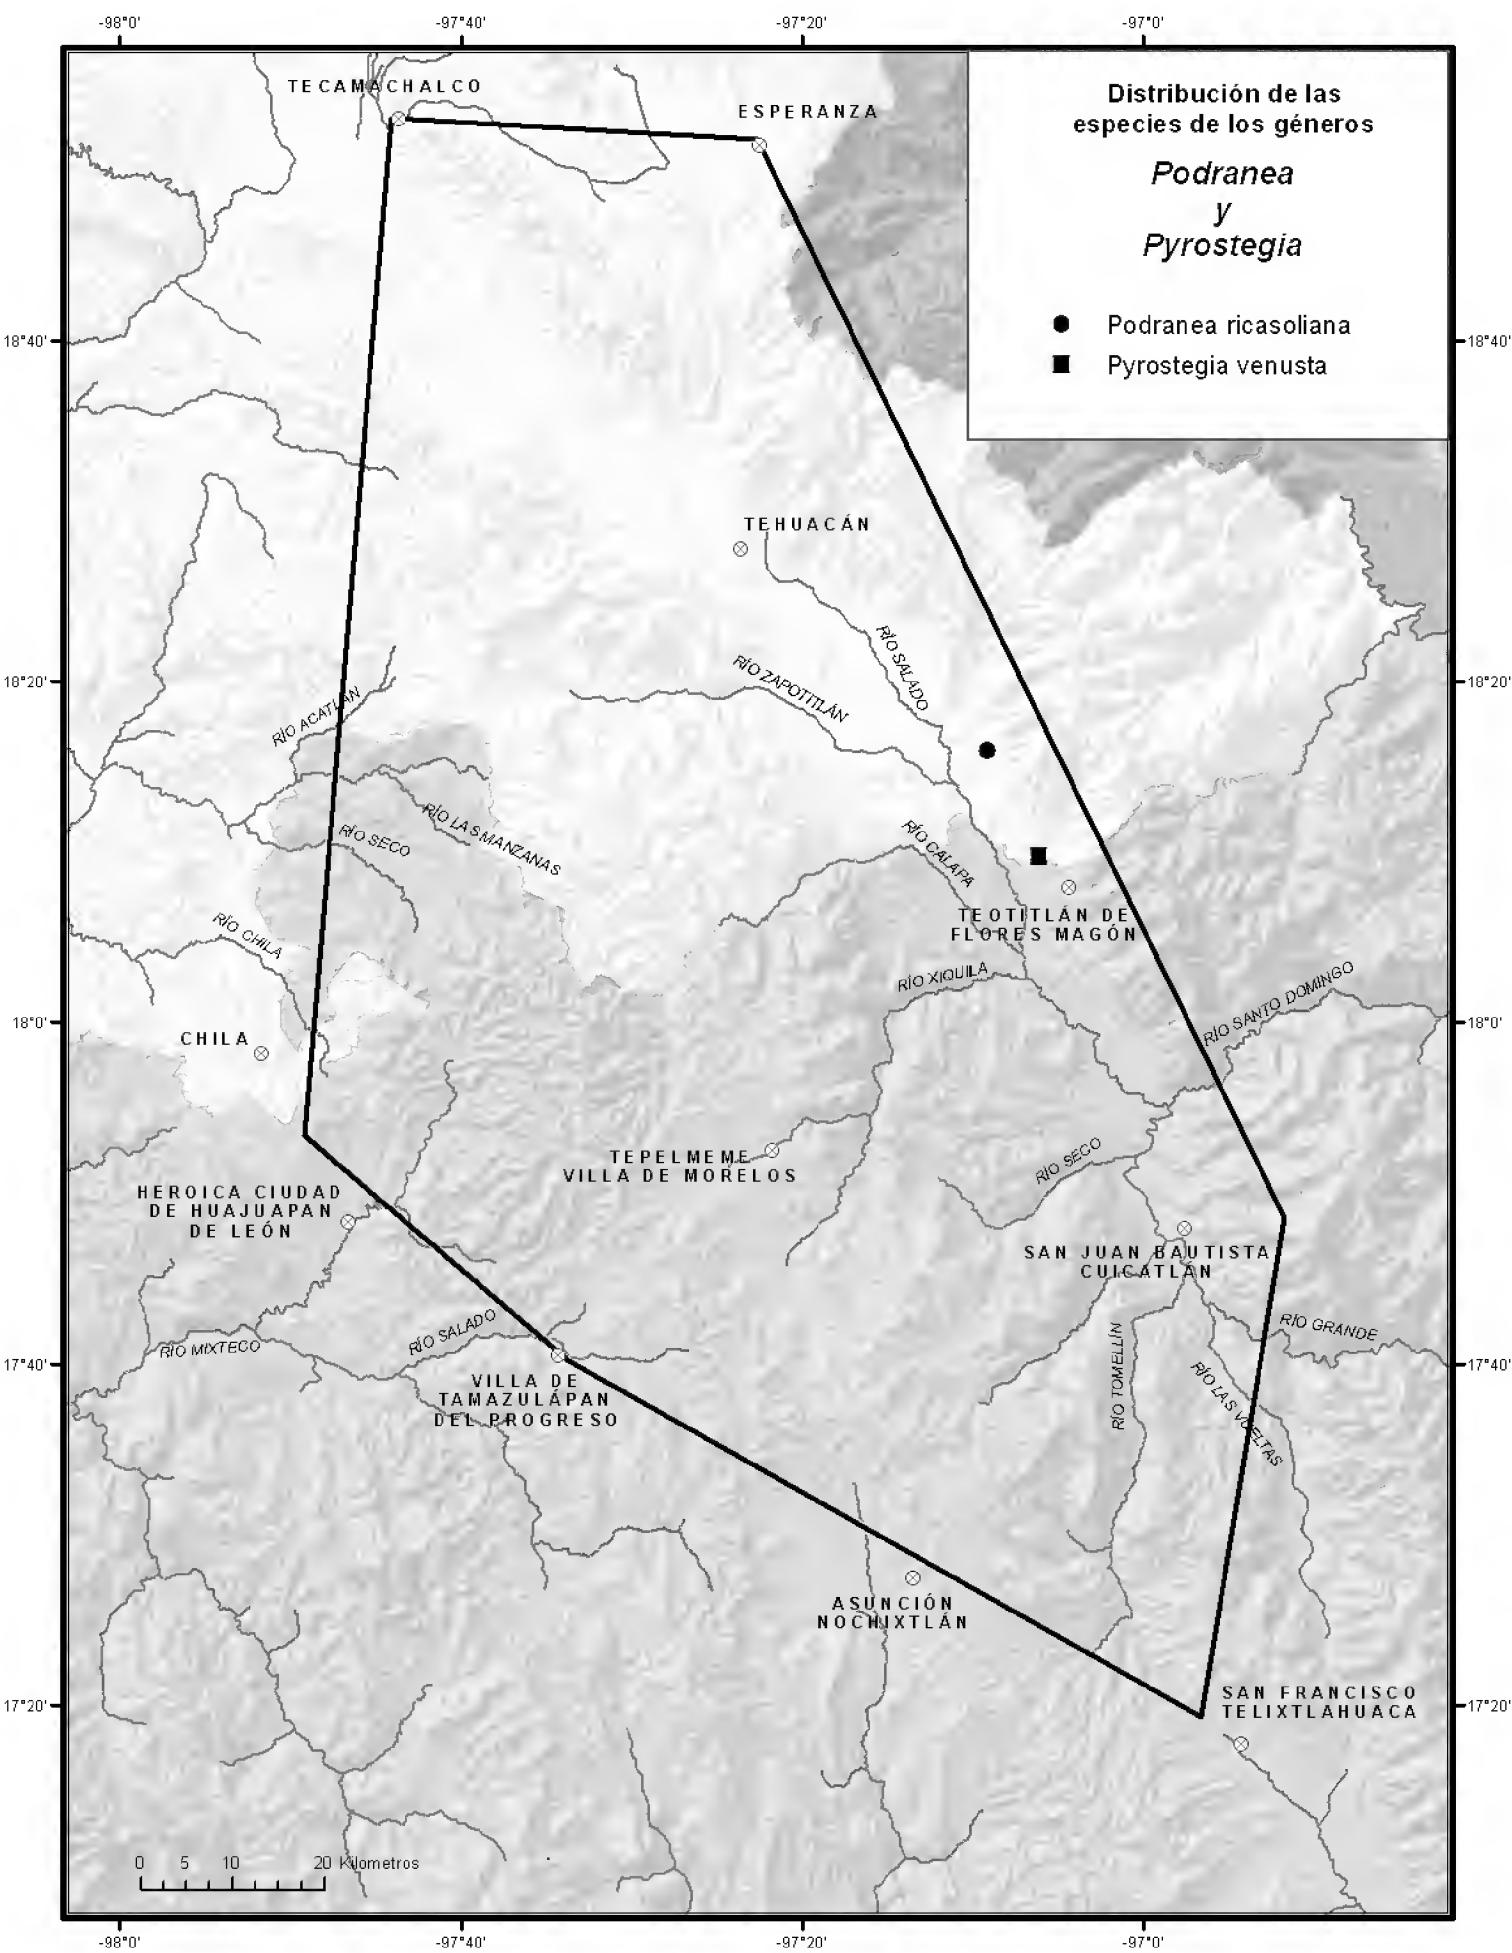 -98°0'
-97°40'
-97°20'
-97°0'
TECAMACHALCO
ESPERANZA
Distribución de las
especies de los géneros
Podranea
y
Pyrostegia
Podranea ricasoliana
Pyrostegia venusta
18°40'
18°40'
TEHUACÁN
RÍO SALADO
RÍO ZAPOTITLÁN
18°20'
18°20'
RÍO ACATLÁN
RÍO LAS MANZANAS
RÍO SECO
RÍO CALAPA
TEOTITLÁN DE
FLORES MAGÓN
RÍO CHILA
RÍO XIQUILA
RÍO SANTO DOMINGO
18°0'
18°0'
CHILA
TEPELMEME
VILLA DE MORELOS
RÍO SECO
HEROICA CIUDAD
DE HUAJUAPAN
DE LEÓN
SAN JUAN BAUTISTA
CUICATLÁN
RÍO SALADO
RÍO MIXTECO
RÍO GRANDE
17°40'
17°40'
RÍO TOMELLÍN
RÍO LAS VUELTAS
VILLA DE
TAMAZULÁPAN
DEL PROGRESO
ASUNCIÓN
NOCHIXTLÁN
17°20'
17°20'
SAN FRANCISCO
TELIXTLAHUACA
0 5 10 20 Kilometros
-98°0'
-97°40'
-97°20'
-97°0'